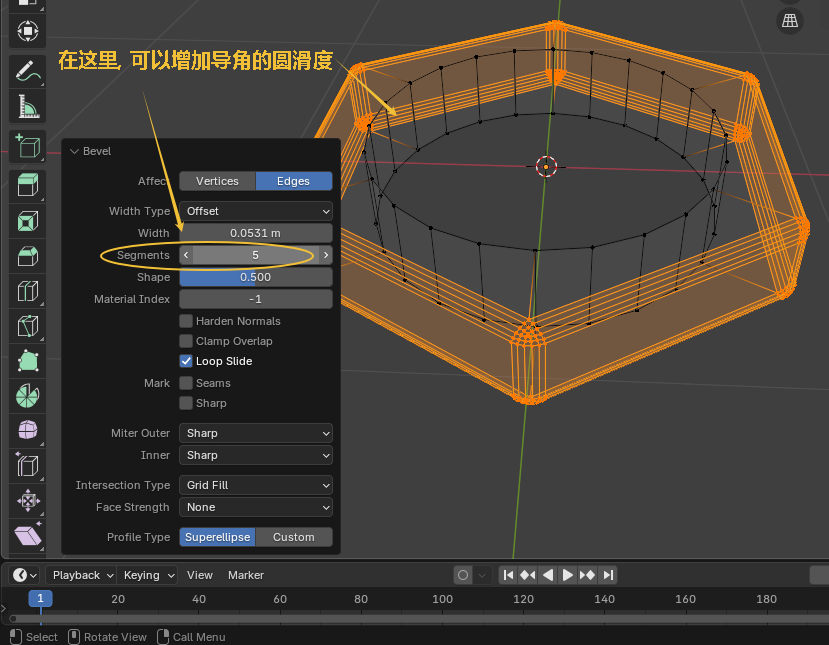 在这里, 可以增加导角的圆滑度
Bevel
Affec
Vertices Edges
Width Type Offset
Width 0.0531 m
Segments 5
Shape 0.500
Material Index -1
Harden Normals
Clamp Overlap
Loop Slide
Mark Seams
Sharp
Miter Outer Sharp
Inner Sharp
Intersection Type Grid Fill
Face Strength None
Profile Type Superellipse Custom
Playback Keying View Marker
1 20 40 60 80 100 120 140 160 180
Select Rotate View Call Menu